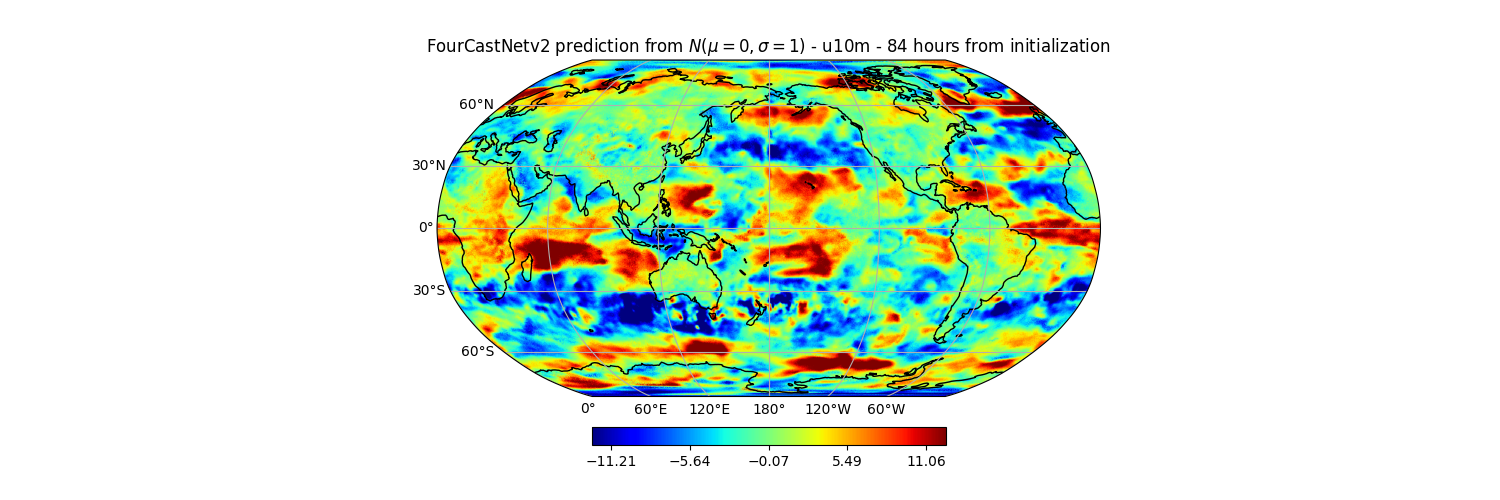 FourCastNetv2 prediction from N(μ = 0, σ = 1) - u10m - 84 hours from initialization
60°N
30°N
0°
30°S
60°S
0° 60°E 120°E 180° 120°W 60°W
−11.21 −5.64 −0.07 5.49 11.06